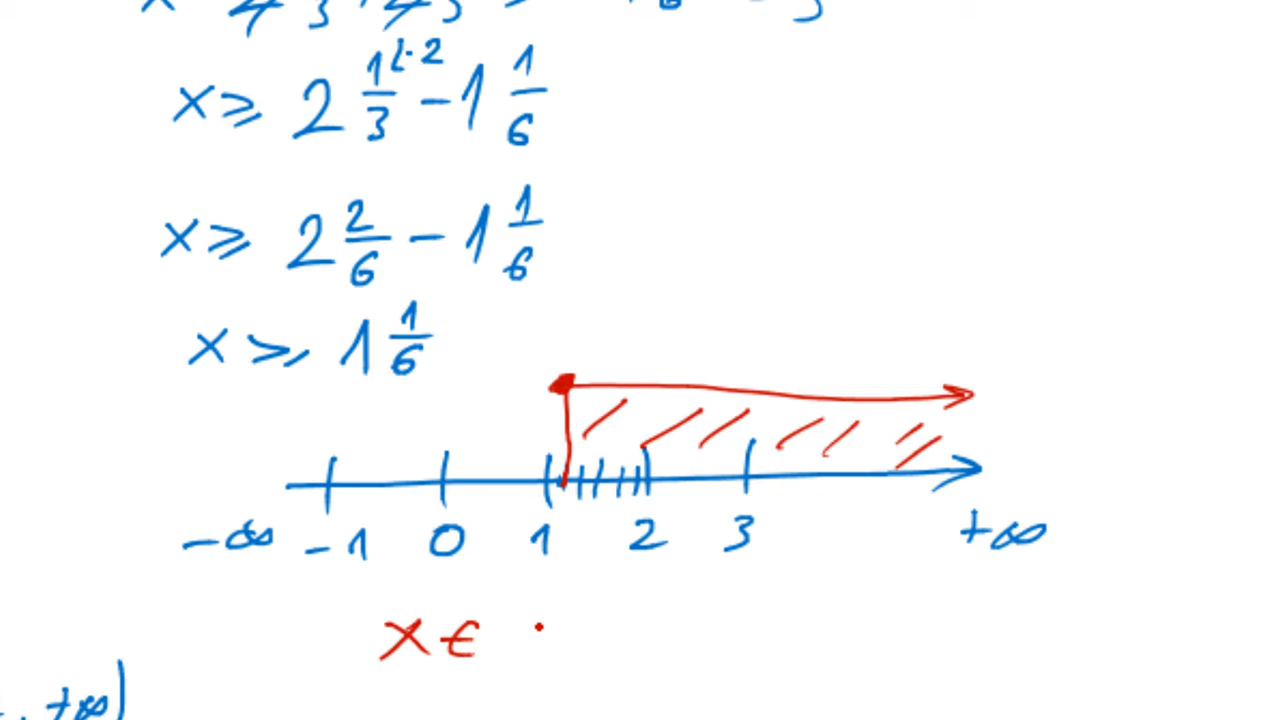 x ≥ 2 1/3 |·2 - 1 1/6
x ≥ 2 2/6 - 1 1/6
x ≥ 1 1/6
-∞ -1 0 1 2 3 +∞
x ∈
, +∞)